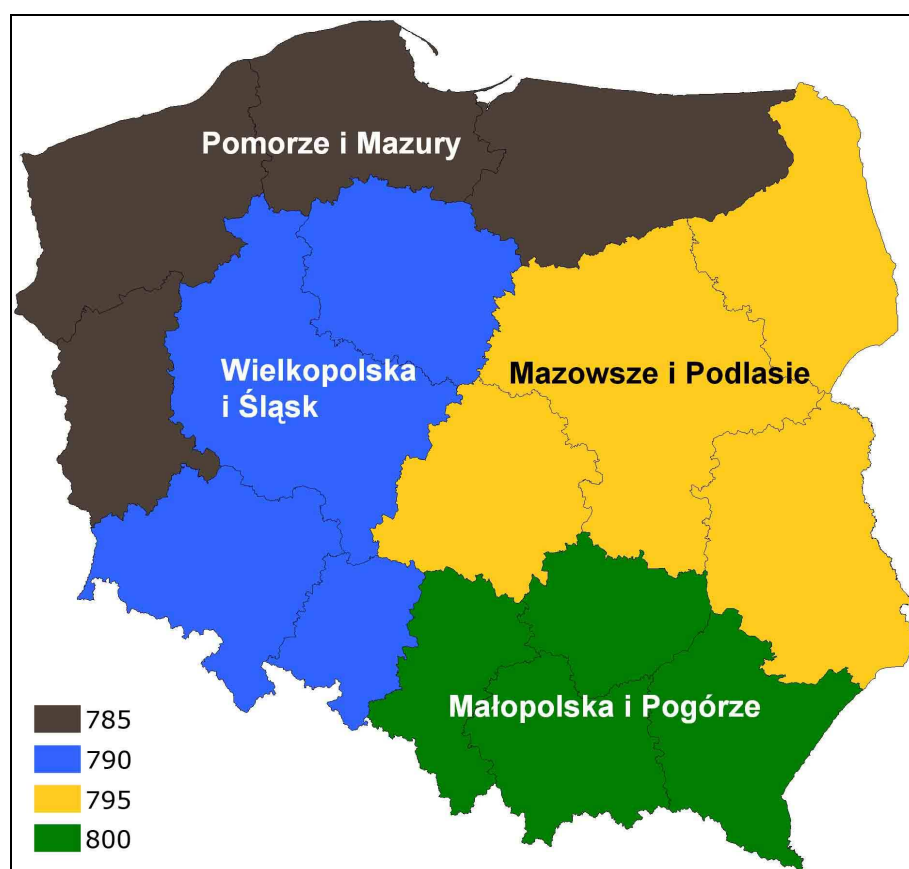 Pomorze i Mazury
Wielkopolska
i Śląsk
Mazowsze i Podlasie
Małopolska i Pogórze
785
790
795
800